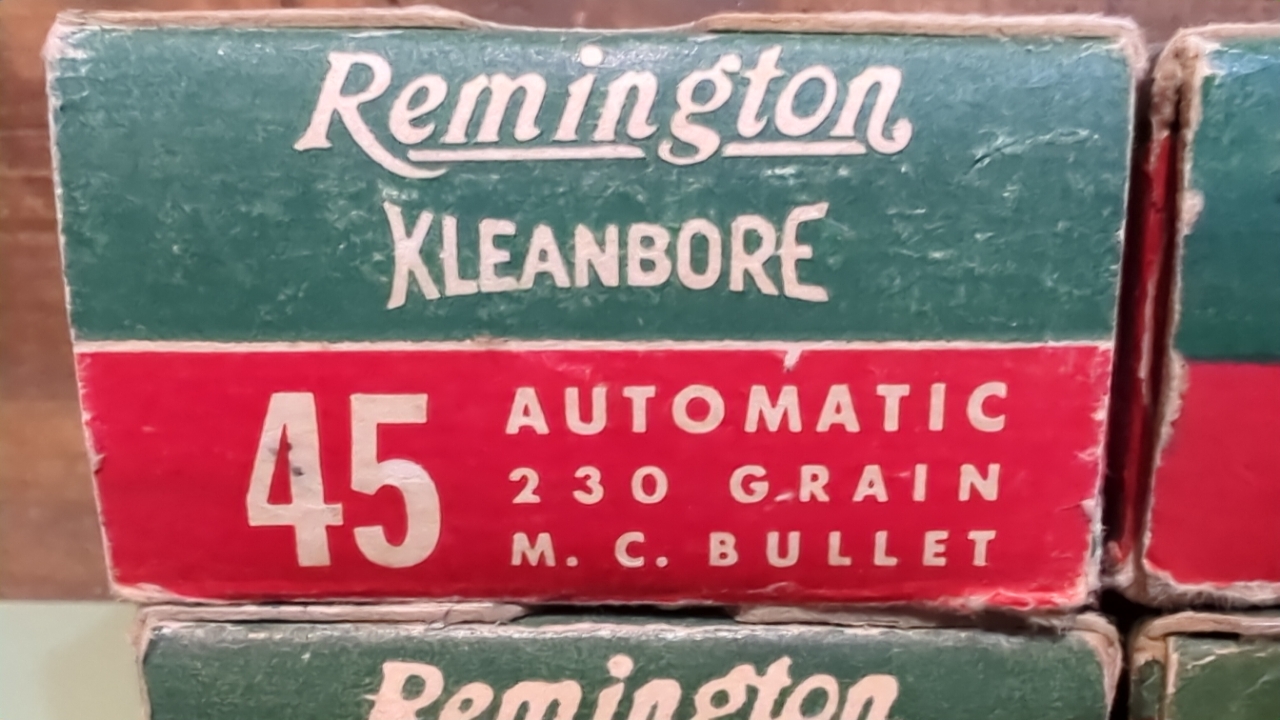 Remington
KLEANBORE
45
AUTOMATIC
230 GRAIN
M. C. BULLET
Remington